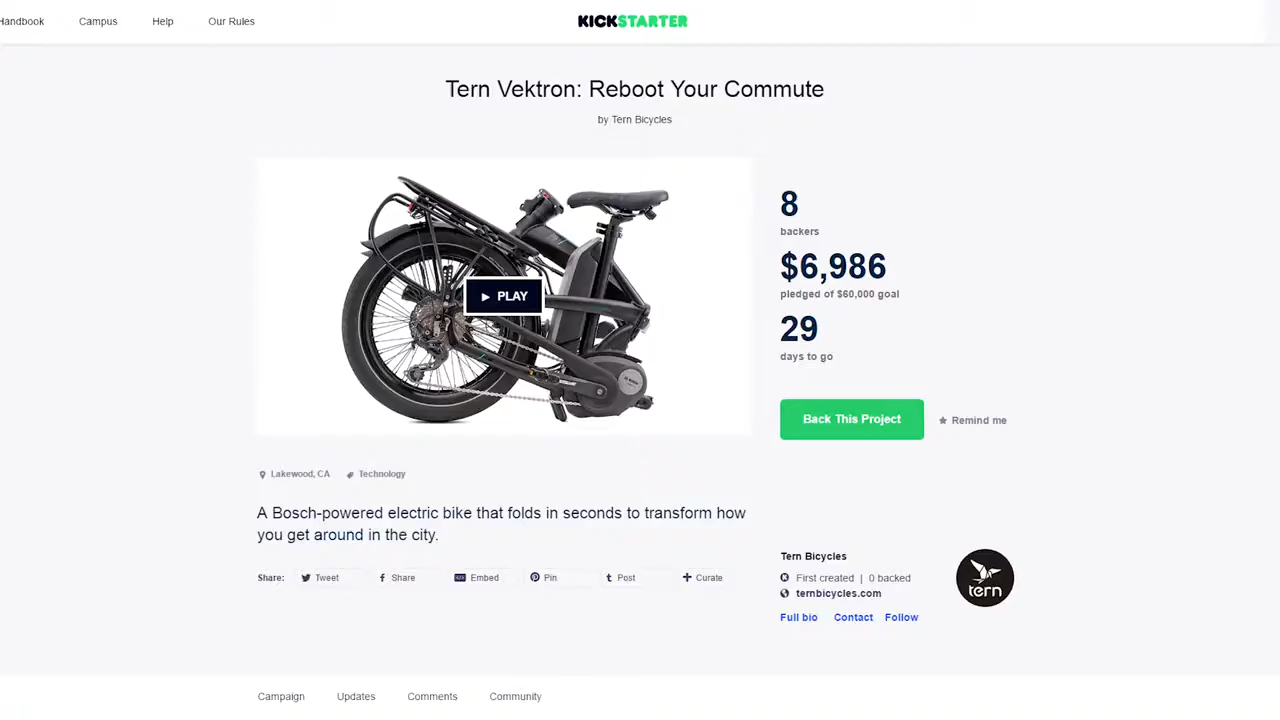 Handbook Campus Help Our Rules KICKSTARTER
Tern Vektron: Reboot Your Commute
by Tern Bicycles
PLAY
8
backers
$6,986
pledged of $60,000 goal
29
days to go
Back This Project Remind me
Lakewood, CA Technology
A Bosch-powered electric bike that folds in seconds to transform how
you get around in the city.
Share: Tweet Share Embed Pin Post Curate
Tern Bicycles
First created | 0 backed
ternbicycles.com
Full bio Contact Follow
tern
Campaign Updates Comments Community